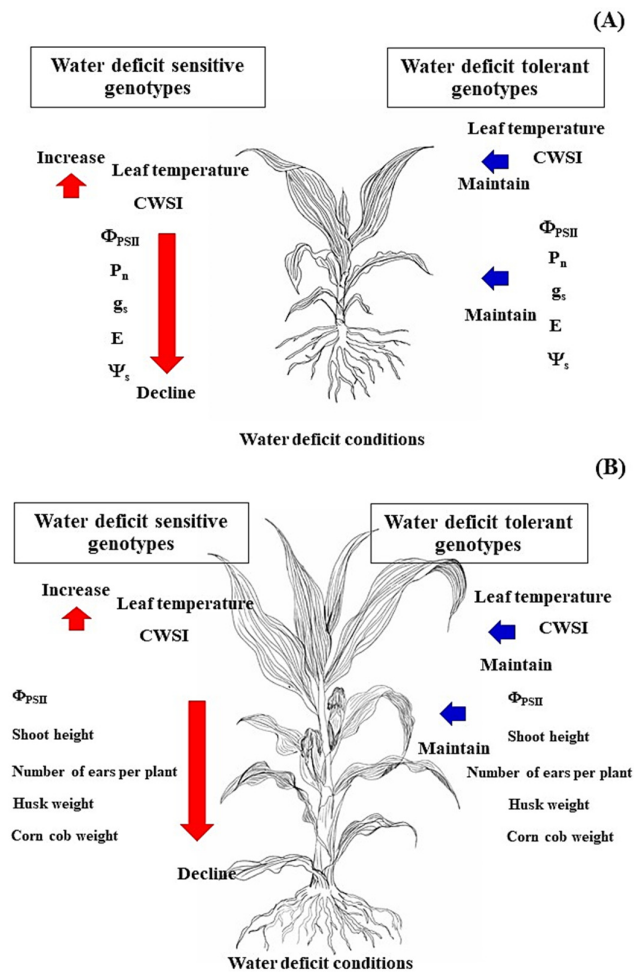 (A)
Water deficit sensitive
genotypes
Water deficit tolerant
genotypes
Increase
Leaf temperature
CWSI
ΦPSII
Pn
gs
E
Ψs
Decline
Leaf temperature
CWSI
Maintain
ΦPSII
Pn
gs
E
Ψs
Maintain
Water deficit conditions
(B)
Water deficit sensitive
genotypes
Water deficit tolerant
genotypes
Increase
Leaf temperature
CWSI
ΦPSII
Shoot height
Number of ears per plant
Husk weight
Corn cob weight
Decline
Leaf temperature
CWSI
Maintain
ΦPSII
Shoot height
Maintain
Number of ears per plant
Husk weight
Corn cob weight
Water deficit conditions